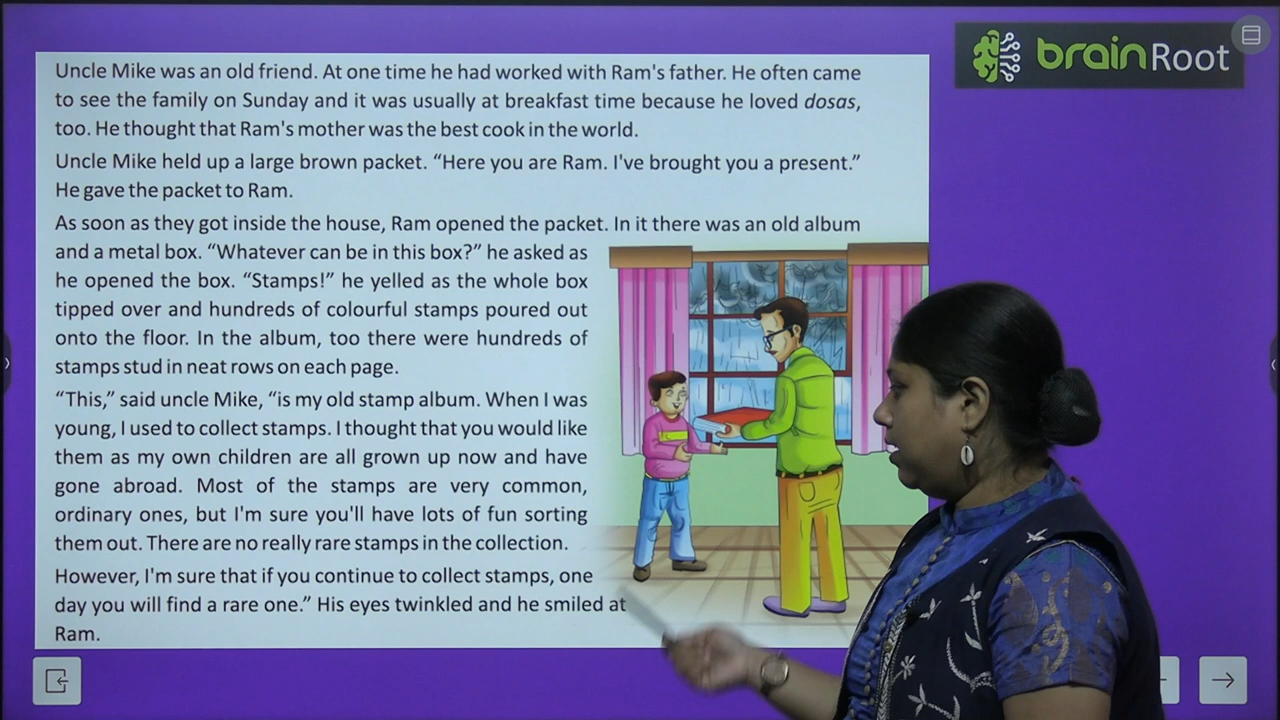 brainRoot
Uncle Mike was an old friend. At one time he had worked with Ram's father. He often came
to see the family on Sunday and it was usually at breakfast time because he loved dosas,
too. He thought that Ram's mother was the best cook in the world.
Uncle Mike held up a large brown packet. “Here you are Ram. I've brought you a present.”
He gave the packet to Ram.
As soon as they got inside the house, Ram opened the packet. In it there was an old album
and a metal box. “Whatever can be in this box?” he asked as
he opened the box. “Stamps!” he yelled as the whole box
tipped over and hundreds of colourful stamps poured out
onto the floor. In the album, too there were hundreds of
stamps stud in neat rows on each page.
“This,” said uncle Mike, “is my old stamp album. When I was
young, I used to collect stamps. I thought that you would like
them as my own children are all grown up now and have
gone abroad. Most of the stamps are very common,
ordinary ones, but I'm sure you'll have lots of fun sorting
them out. There are no really rare stamps in the collection.
However, I'm sure that if you continue to collect stamps, one
day you will find a rare one.” His eyes twinkled and he smiled at
Ram.